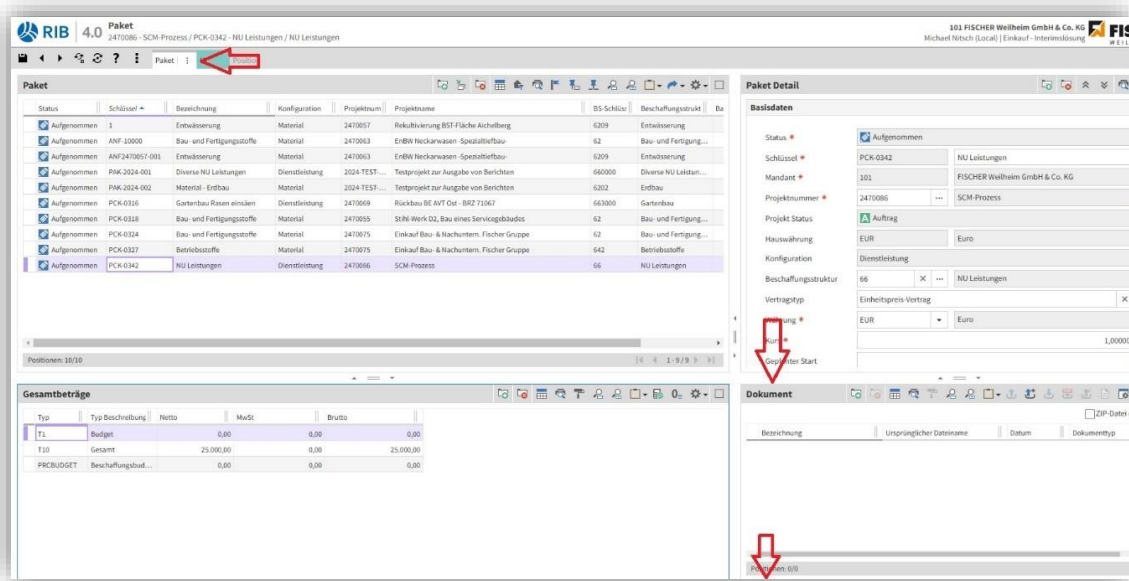 RIB 4.0 Paket
2470086 - SCM-Prozess / PCK-0342 - NU Leistungen / NU Leistungen
101 FISCHER Weilheim GmbH & Co. KG
Michael Nitsch (Local) | Einkauf - Interimslösung
FIS
WEIL
Paket
Position
Paket
Status Schlüssel Bezeichnung Konfiguration Projektnum Projektname BS-Schlüss Beschaffungsstrukt Ba
Aufgenommen 1 Entwässerung Material 2470057 Rekultivierung BST-Fläche Aichelberg 6209 Entwässerung
Aufgenommen ANF-10000 Bau- und Fertigungsstoffe Material 2470063 EnBW Neckarwasen -Spezialtiefbau- 62 Bau- und Fertigung...
Aufgenommen ANF2470057-001 Entwässerung Material 2470063 EnBW Neckarwasen -Spezialtiefbau- 6209 Entwässerung
Aufgenommen PAK-2024-001 Diverse NU Leistungen Dienstleistung 2024-TEST-... Testprojekt zur Ausgabe von Berichten 660000 Diverse NU Leistun...
Aufgenommen PAK-2024-002 Material - Erdbau Material 2024-TEST-... Testprojekt zur Ausgabe von Berichten 6202 Erdbau
Aufgenommen PCK-0316 Gartenbau Rasen einsäen Dienstleistung 2470069 Rückbau BE AVT Ost - BRZ 71067 663000 Gartenbau
Aufgenommen PCK-0318 Bau- und Fertigungsstoffe Material 2470055 Stihl-Werk D2, Bau eines Servicegebäudes 62 Bau- und Fertigung...
Aufgenommen PCK-0324 Bau- und Fertigungsstoffe Material 2470075 Einkauf Bau- & Nachuntern. Fischer Gruppe 62 Bau- und Fertigung...
Aufgenommen PCK-0327 Betriebsstoffe Material 2470075 Einkauf Bau- & Nachuntern. Fischer Gruppe 642 Betriebsstoffe
Aufgenommen PCK-0342 NU Leistungen Dienstleistung 2470086 SCM-Prozess 66 NU Leistungen
Positionen: 10/10 1-9/9
Paket Detail
Basisdaten
Status * Aufgenommen
Schlüssel * PCK-0342 NU Leistungen
Mandant * 101 FISCHER Weilheim GmbH & Co. KG
Projektnummer * 2470086 ... SCM-Prozess
Projekt Status A Auftrag
Hauswährung EUR Euro
Konfiguration Dienstleistung
Beschaffungsstruktur 66 ... NU Leistungen
Vertragstyp Einheitspreis-Vertrag
EUR Euro
Kurs * 1,00000
Geplanter Start
Gesamtbeträge
Typ Typ Beschreibung Netto MwSt Brutto
T1 Budget 0,00 0,00 0,00
T10 Gesamt 25.000,00 0,00 25.000,00
PRCBUDGET Beschaffungsbud... 0,00 0,00 0,00
Dokument
ZIP-Datei
Bezeichnung Ursprünglicher Dateiname Datum Dokumenttyp
Positionen: 0/0